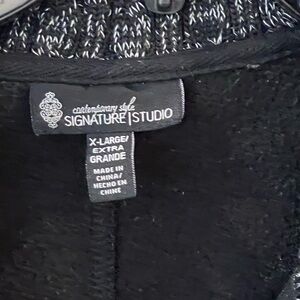 contemporary style
SIGNATURE|STUDIO
X-LARGE/
EXTRA
GRANDE
MADE IN
CHINA/
HECHO EN
CHINE